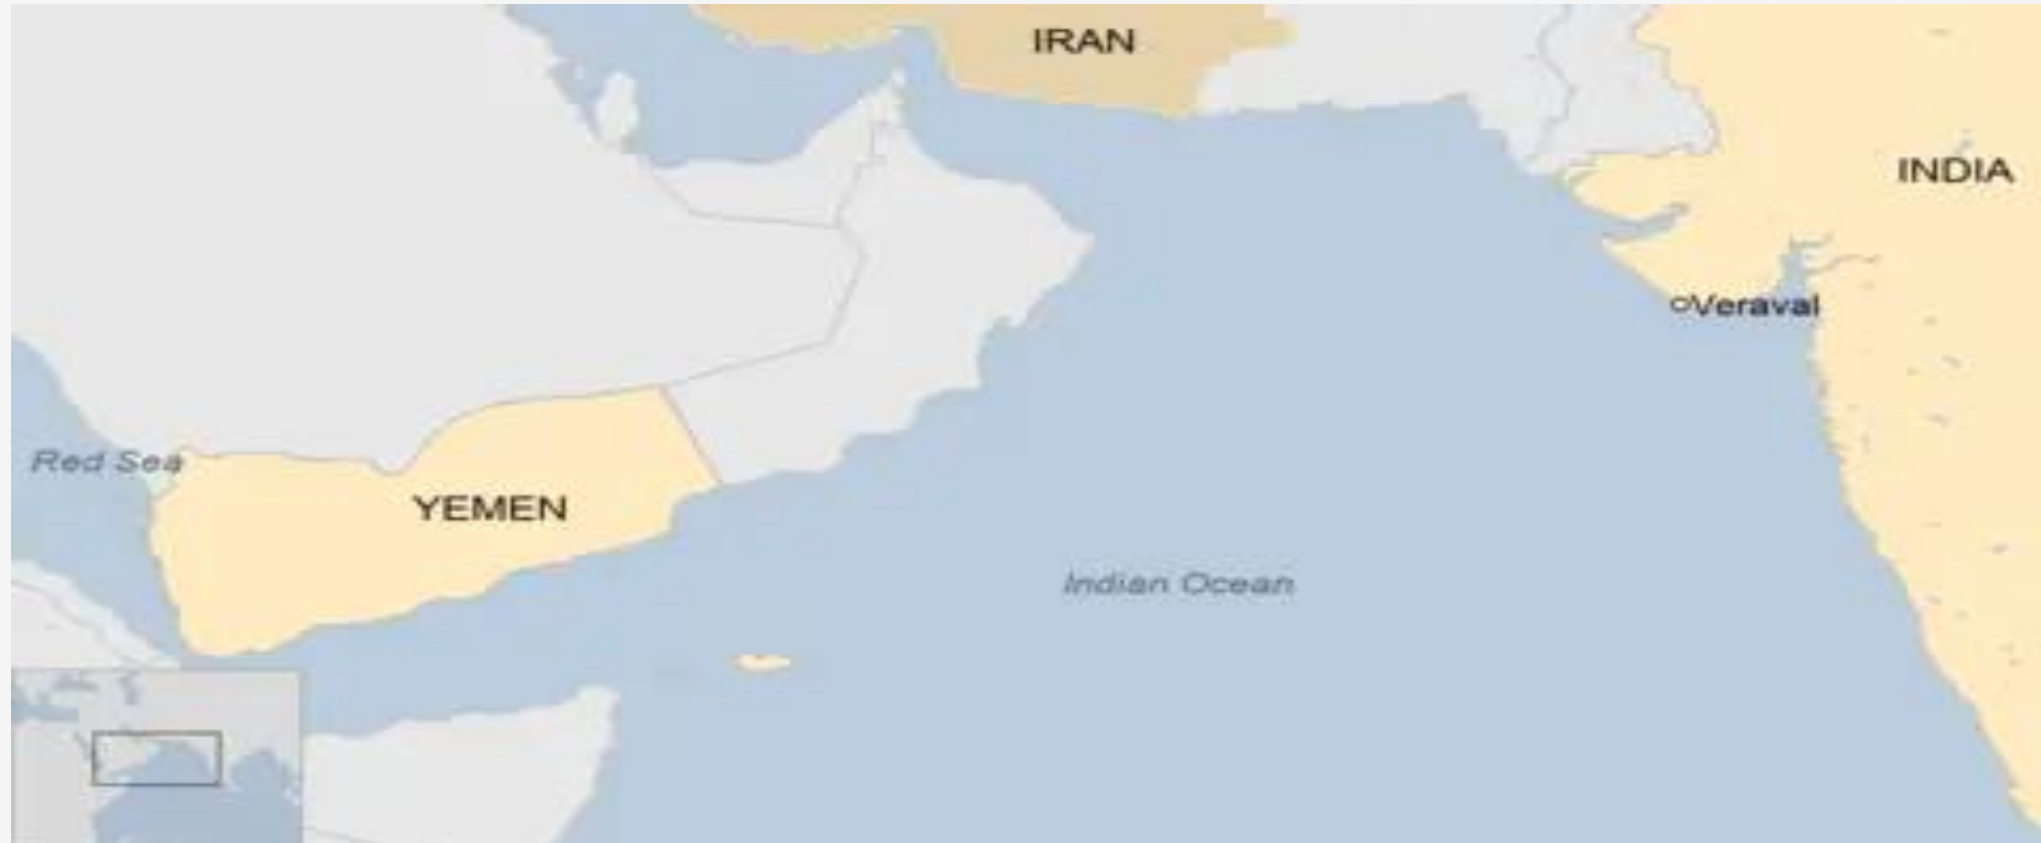 IRAN
INDIA
Veraval
Red Sea
YEMEN
Indian Ocean